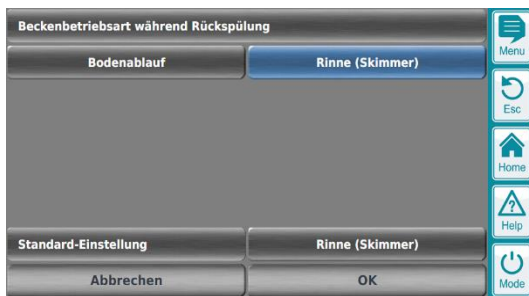 Beckenbetriebsart während Rückspülung
Bodenablauf
Rinne (Skimmer)
Standard-Einstellung
Rinne (Skimmer)
Abbrechen
OK
Menu
Esc
Home
Help
Mode